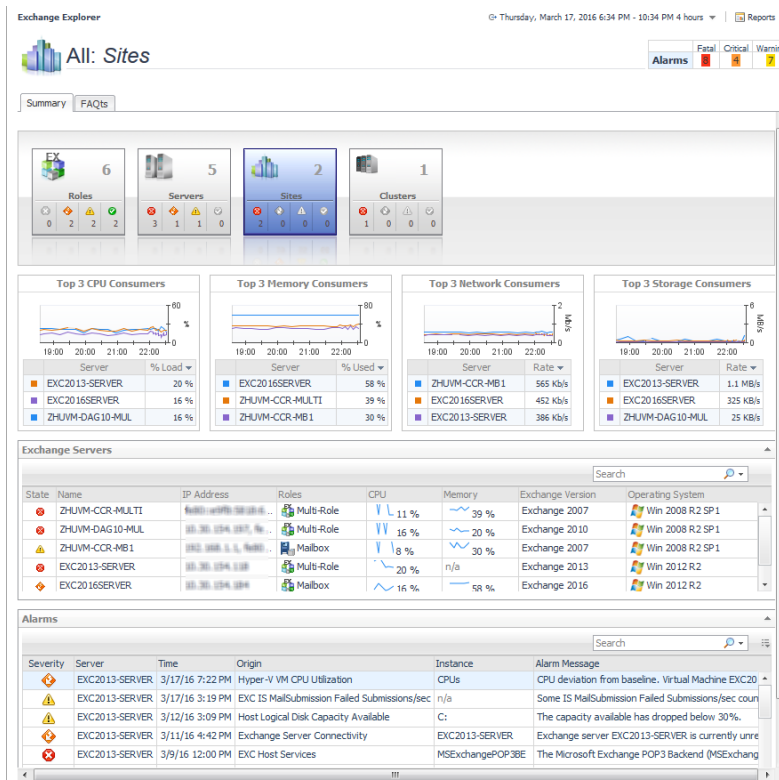 Exchange Explorer
Thursday, March 17, 2016 6:34 PM - 10:34 PM 4 hours
Reports
All: Sites
Fatal Critical Warnin
Alarms 8 4 7
Summary FAQts
EX 6 Roles 0 2 2 2
5 Servers 3 1 1 0
2 Sites 2 0 0 0
1 Clusters 1 0 0 0
Top 3 CPU Consumers
60
%
0
19:00 20:00 21:00 22:00
Server % Load
EXC2013-SERVER 20 %
EXC2016SERVER 16 %
ZHUVM-DAG10-MUL 16 %
Top 3 Memory Consumers
80
%
0
19:00 20:00 21:00 22:00
Server % Used
EXC2016SERVER 58 %
ZHUVM-CCR-MULTI 39 %
ZHUVM-CCR-MB1 30 %
Top 3 Network Consumers
2
Mb/s
0
19:00 20:00 21:00 22:00
Server Rate
ZHUVM-CCR-MB1 565 Kb/s
EXC2016SERVER 452 Kb/s
EXC2013-SERVER 386 Kb/s
Top 3 Storage Consumers
6
MB/s
0
19:00 20:00 21:00 22:00
Server Rate
EXC2013-SERVER 1.1 MB/s
EXC2016SERVER 325 KB/s
ZHUVM-DAG10-MUL 25 KB/s
Exchange Servers
Search
State Name IP Address Roles CPU Memory Exchange Version Operating System
ZHUVM-CCR-MULTI Multi-Role 11 % 39 % Exchange 2007 Win 2008 R2 SP1
ZHUVM-DAG10-MUL Multi-Role 16 % 20 % Exchange 2010 Win 2008 R2 SP1
ZHUVM-CCR-MB1 Mailbox 8 % 30 % Exchange 2007 Win 2008 R2 SP1
EXC2013-SERVER Multi-Role 20 % n/a Exchange 2013 Win 2012 R2
EXC2016SERVER Mailbox 16 % 58 % Exchange 2016 Win 2012 R2
Alarms
Search
Severity Server Time Origin Instance Alarm Message
EXC2013-SERVER 3/17/16 7:22 PM Hyper-V VM CPU Utilization CPUs CPU deviation from baseline. Virtual Machine EXC20
EXC2013-SERVER 3/17/16 3:19 PM EXC IS MailSubmission Failed Submissions/sec n/a Some IS MailSubmission Failed Submissions/sec coun
EXC2013-SERVER 3/12/16 3:09 PM Host Logical Disk Capacity Available C: The capacity available has dropped below 30%.
EXC2013-SERVER 3/11/16 4:42 PM Exchange Server Connectivity EXC2013-SERVER Exchange server EXC2013-SERVER is currently unre
EXC2013-SERVER 3/9/16 12:00 PM EXC Host Services MSExchangePOP3BE The Microsoft Exchange POP3 Backend (MSExchang